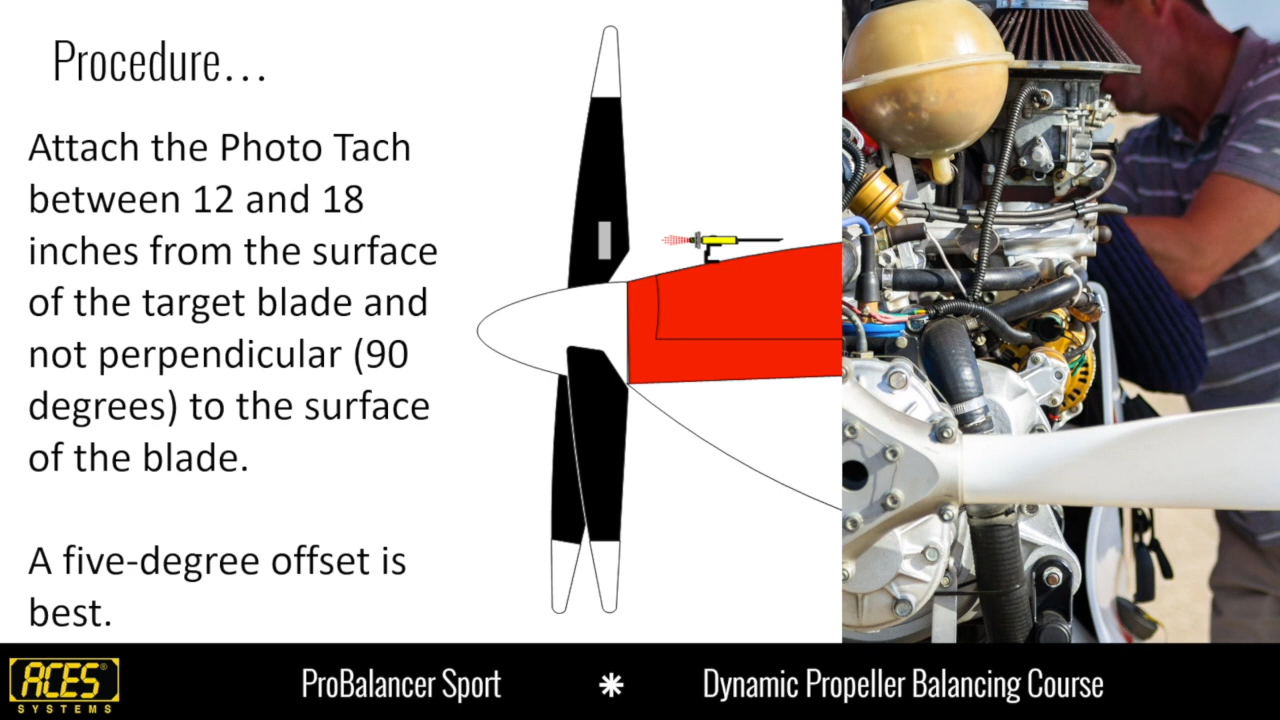 Procedure...
Attach the Photo Tach
between 12 and 18
inches from the surface
of the target blade and
not perpendicular (90
degrees) to the surface
of the blade.
A five-degree offset is
best.
ACES®
SYSTEMS
ProBalancer Sport
Dynamic Propeller Balancing Course